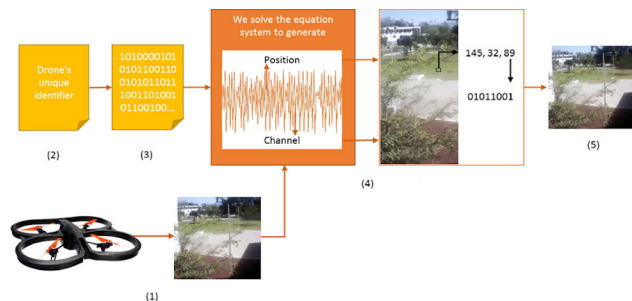 We solve the equation
system to generate
Position
Channel
Drone's
unique
identifier
1010000101
0101100110
0101011011
1001101001
01100100...
145, 32, 89
01011001
(2)
(3)
(4)
(5)
(1)